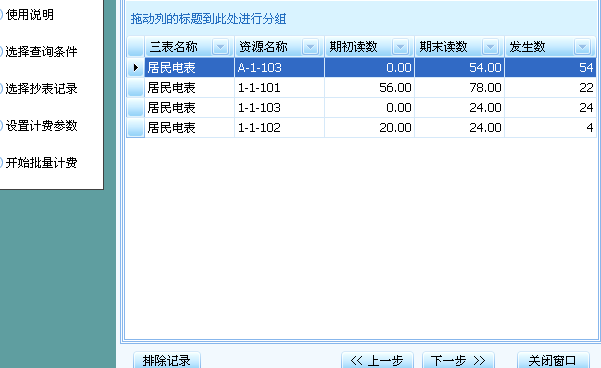 使用说明
选择查询条件
选择抄表记录
设置计费参数
开始批量计费
拖动列的标题到此处进行分组
三表名称 资源名称 期初读数 期末读数 发生数
居民电表 A-1-103 0.00 54.00 54
居民电表 1-1-101 56.00 78.00 22
居民电表 1-1-103 0.00 24.00 24
居民电表 1-1-102 20.00 24.00 4
排除记录 << 上一步 下一步 >> 关闭窗口